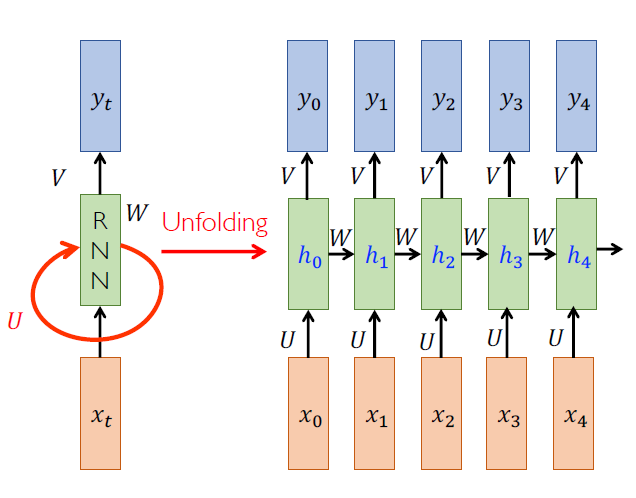 y_t
V
R
N
N
W
U
x_t
Unfolding
y_0 y_1 y_2 y_3 y_4
V V V V V
h_0 W h_1 W h_2 W h_3 W h_4
U U U U U
x_0 x_1 x_2 x_3 x_4